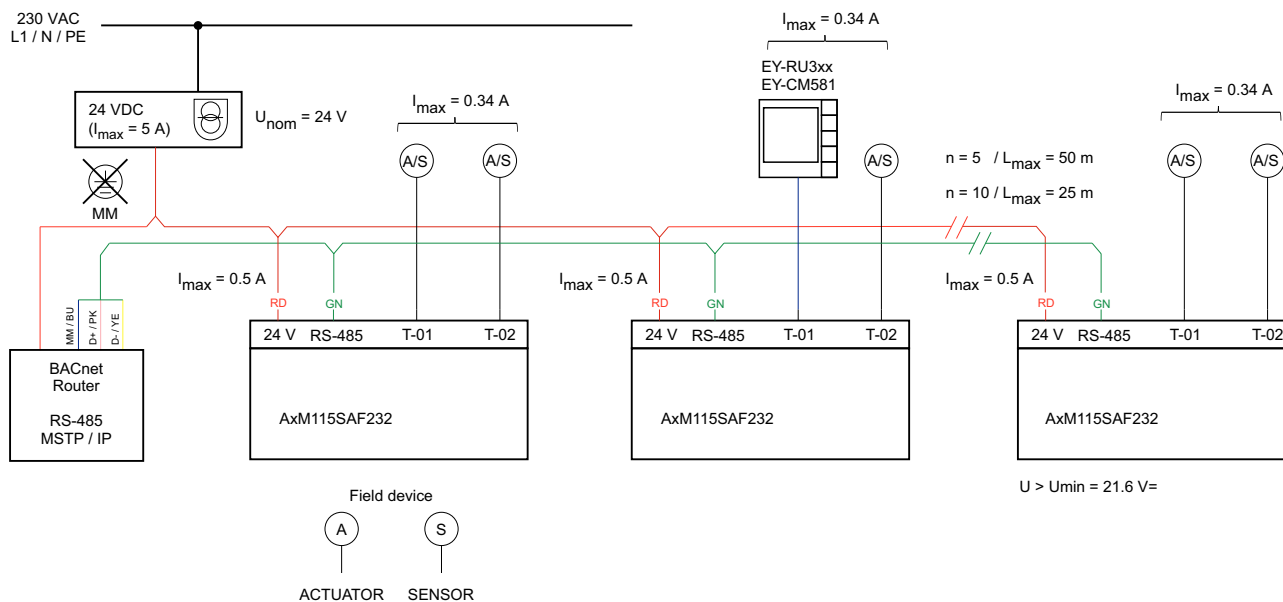 230 VAC
L1 / N / PE
24 VDC
(Imax = 5 A)
Unom = 24 V
MM
Imax = 0.34 A
A/S
A/S
Imax = 0.34 A
EY-RU3xx
EY-CM581
A/S
Imax = 0.34 A
A/S
A/S
n = 5 / Lmax = 50 m
n = 10 / Lmax = 25 m
Imax = 0.5 A
Imax = 0.5 A
Imax = 0.5 A
RD
GN
RD
GN
RD
GN
MM / BU
D+ / PK
D- / YE
24 V RS-485 T-01 T-02
24 V RS-485 T-01 T-02
24 V RS-485 T-01 T-02
BACnet
Router
RS-485
MSTP / IP
AxM115SAF232
AxM115SAF232
AxM115SAF232
U > Umin = 21.6 V=
Field device
A
S
ACTUATOR
SENSOR